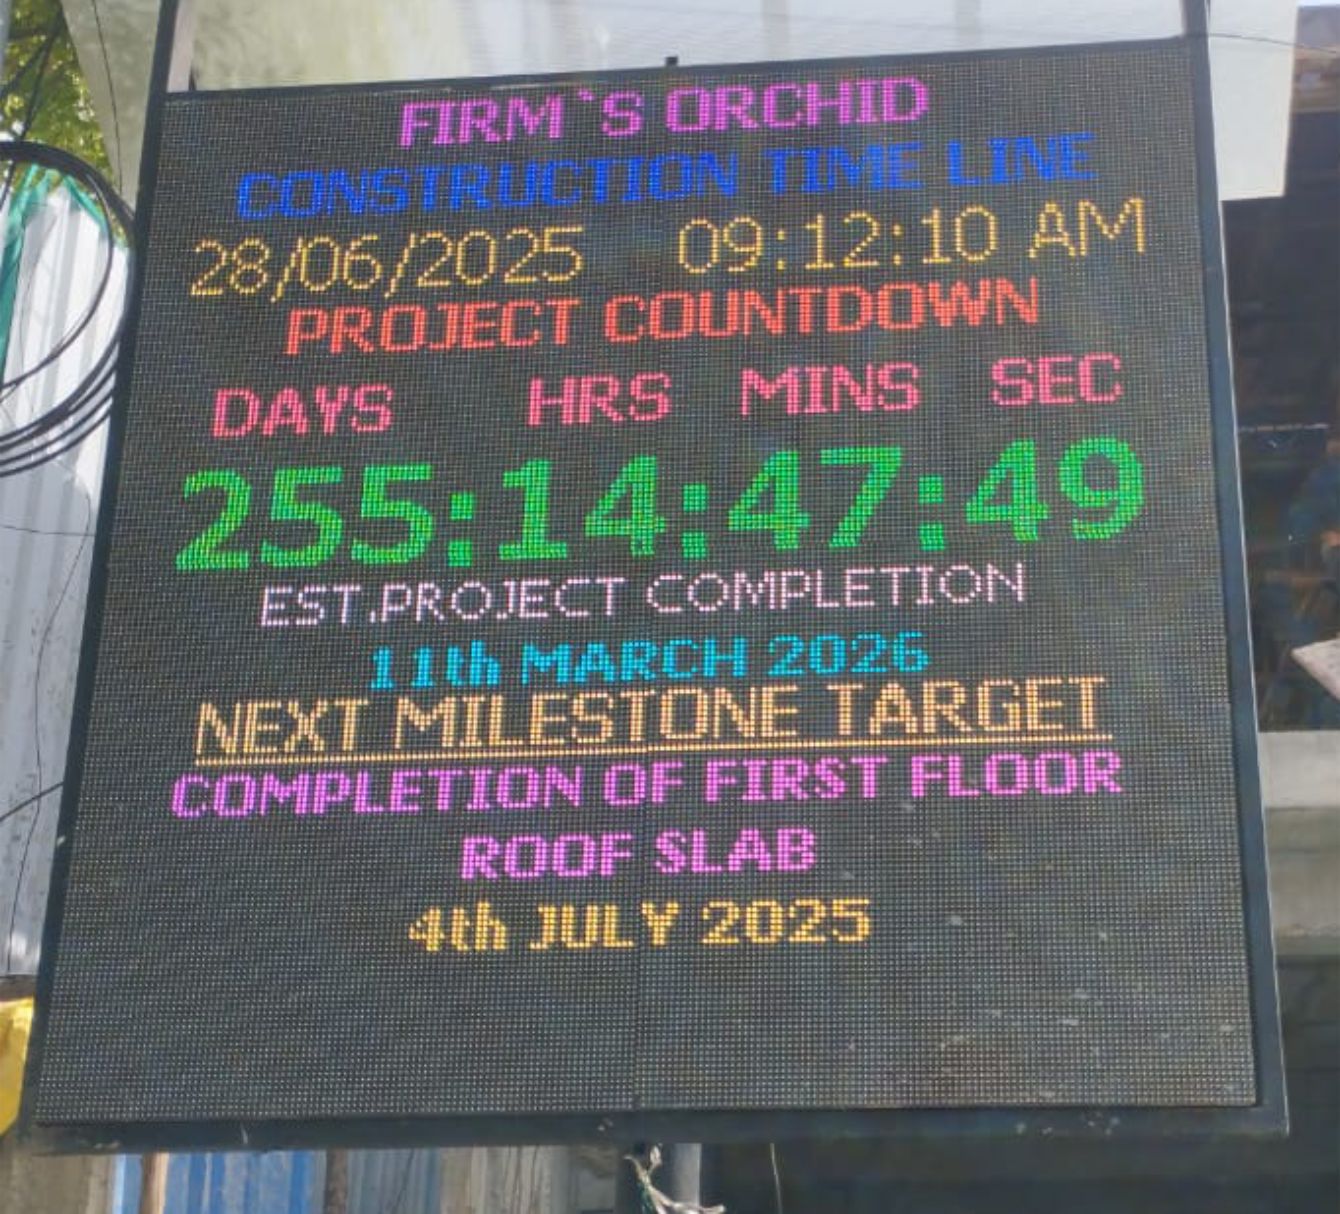 FIRM`S ORCHID
CONSTRUCTION TIME LINE
28/06/2025 09:12:10 AM
PROJECT COUNTDOWN
DAYS HRS MINS SEC
255:14:47:49
EST.PROJECT COMPLETION
11th MARCH 2026
NEXT MILESTONE TARGET
COMPLETION OF FIRST FLOOR
ROOF SLAB
4th JULY 2025